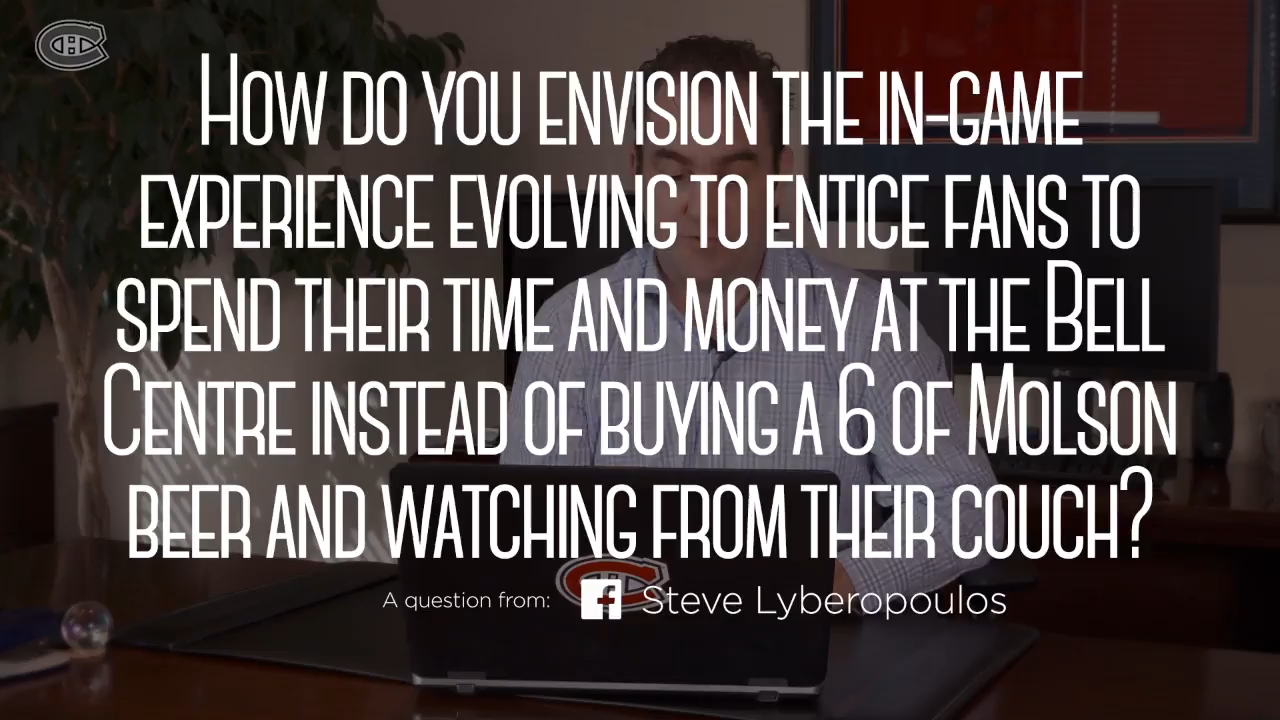 How do you envision the in-game
experience evolving to entice fans to
spend their time and money at the Bell
Centre instead of buying a 6 of Molson
beer and watching from their couch?
A question from: Steve Lyberopoulos